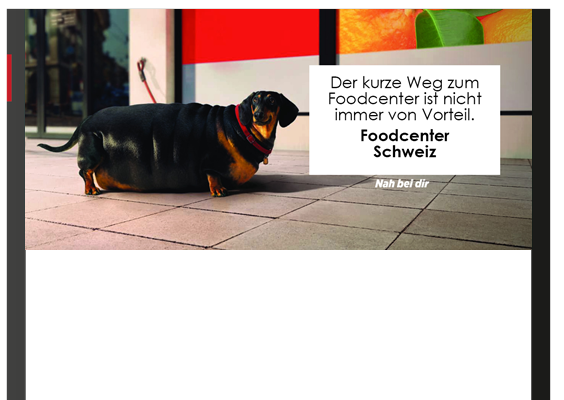 Der kurze Weg zum
Foodcenter ist nicht
immer von Vorteil.
Foodcenter
Schweiz
Nah bei dir